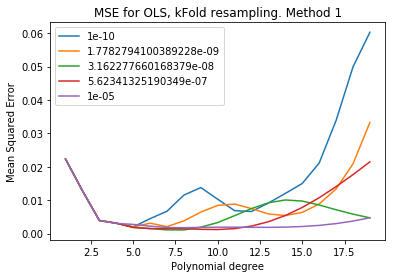 MSE for OLS, kFold resampling. Method 1
1e-10
1.7782794100389228e-09
3.162277660168379e-08
5.62341325190349e-07
1e-05
Mean Squared Error
0.06
0.05
0.04
0.03
0.02
0.01
0.00
2.5 5.0 7.5 10.0 12.5 15.0 17.5
Polynomial degree